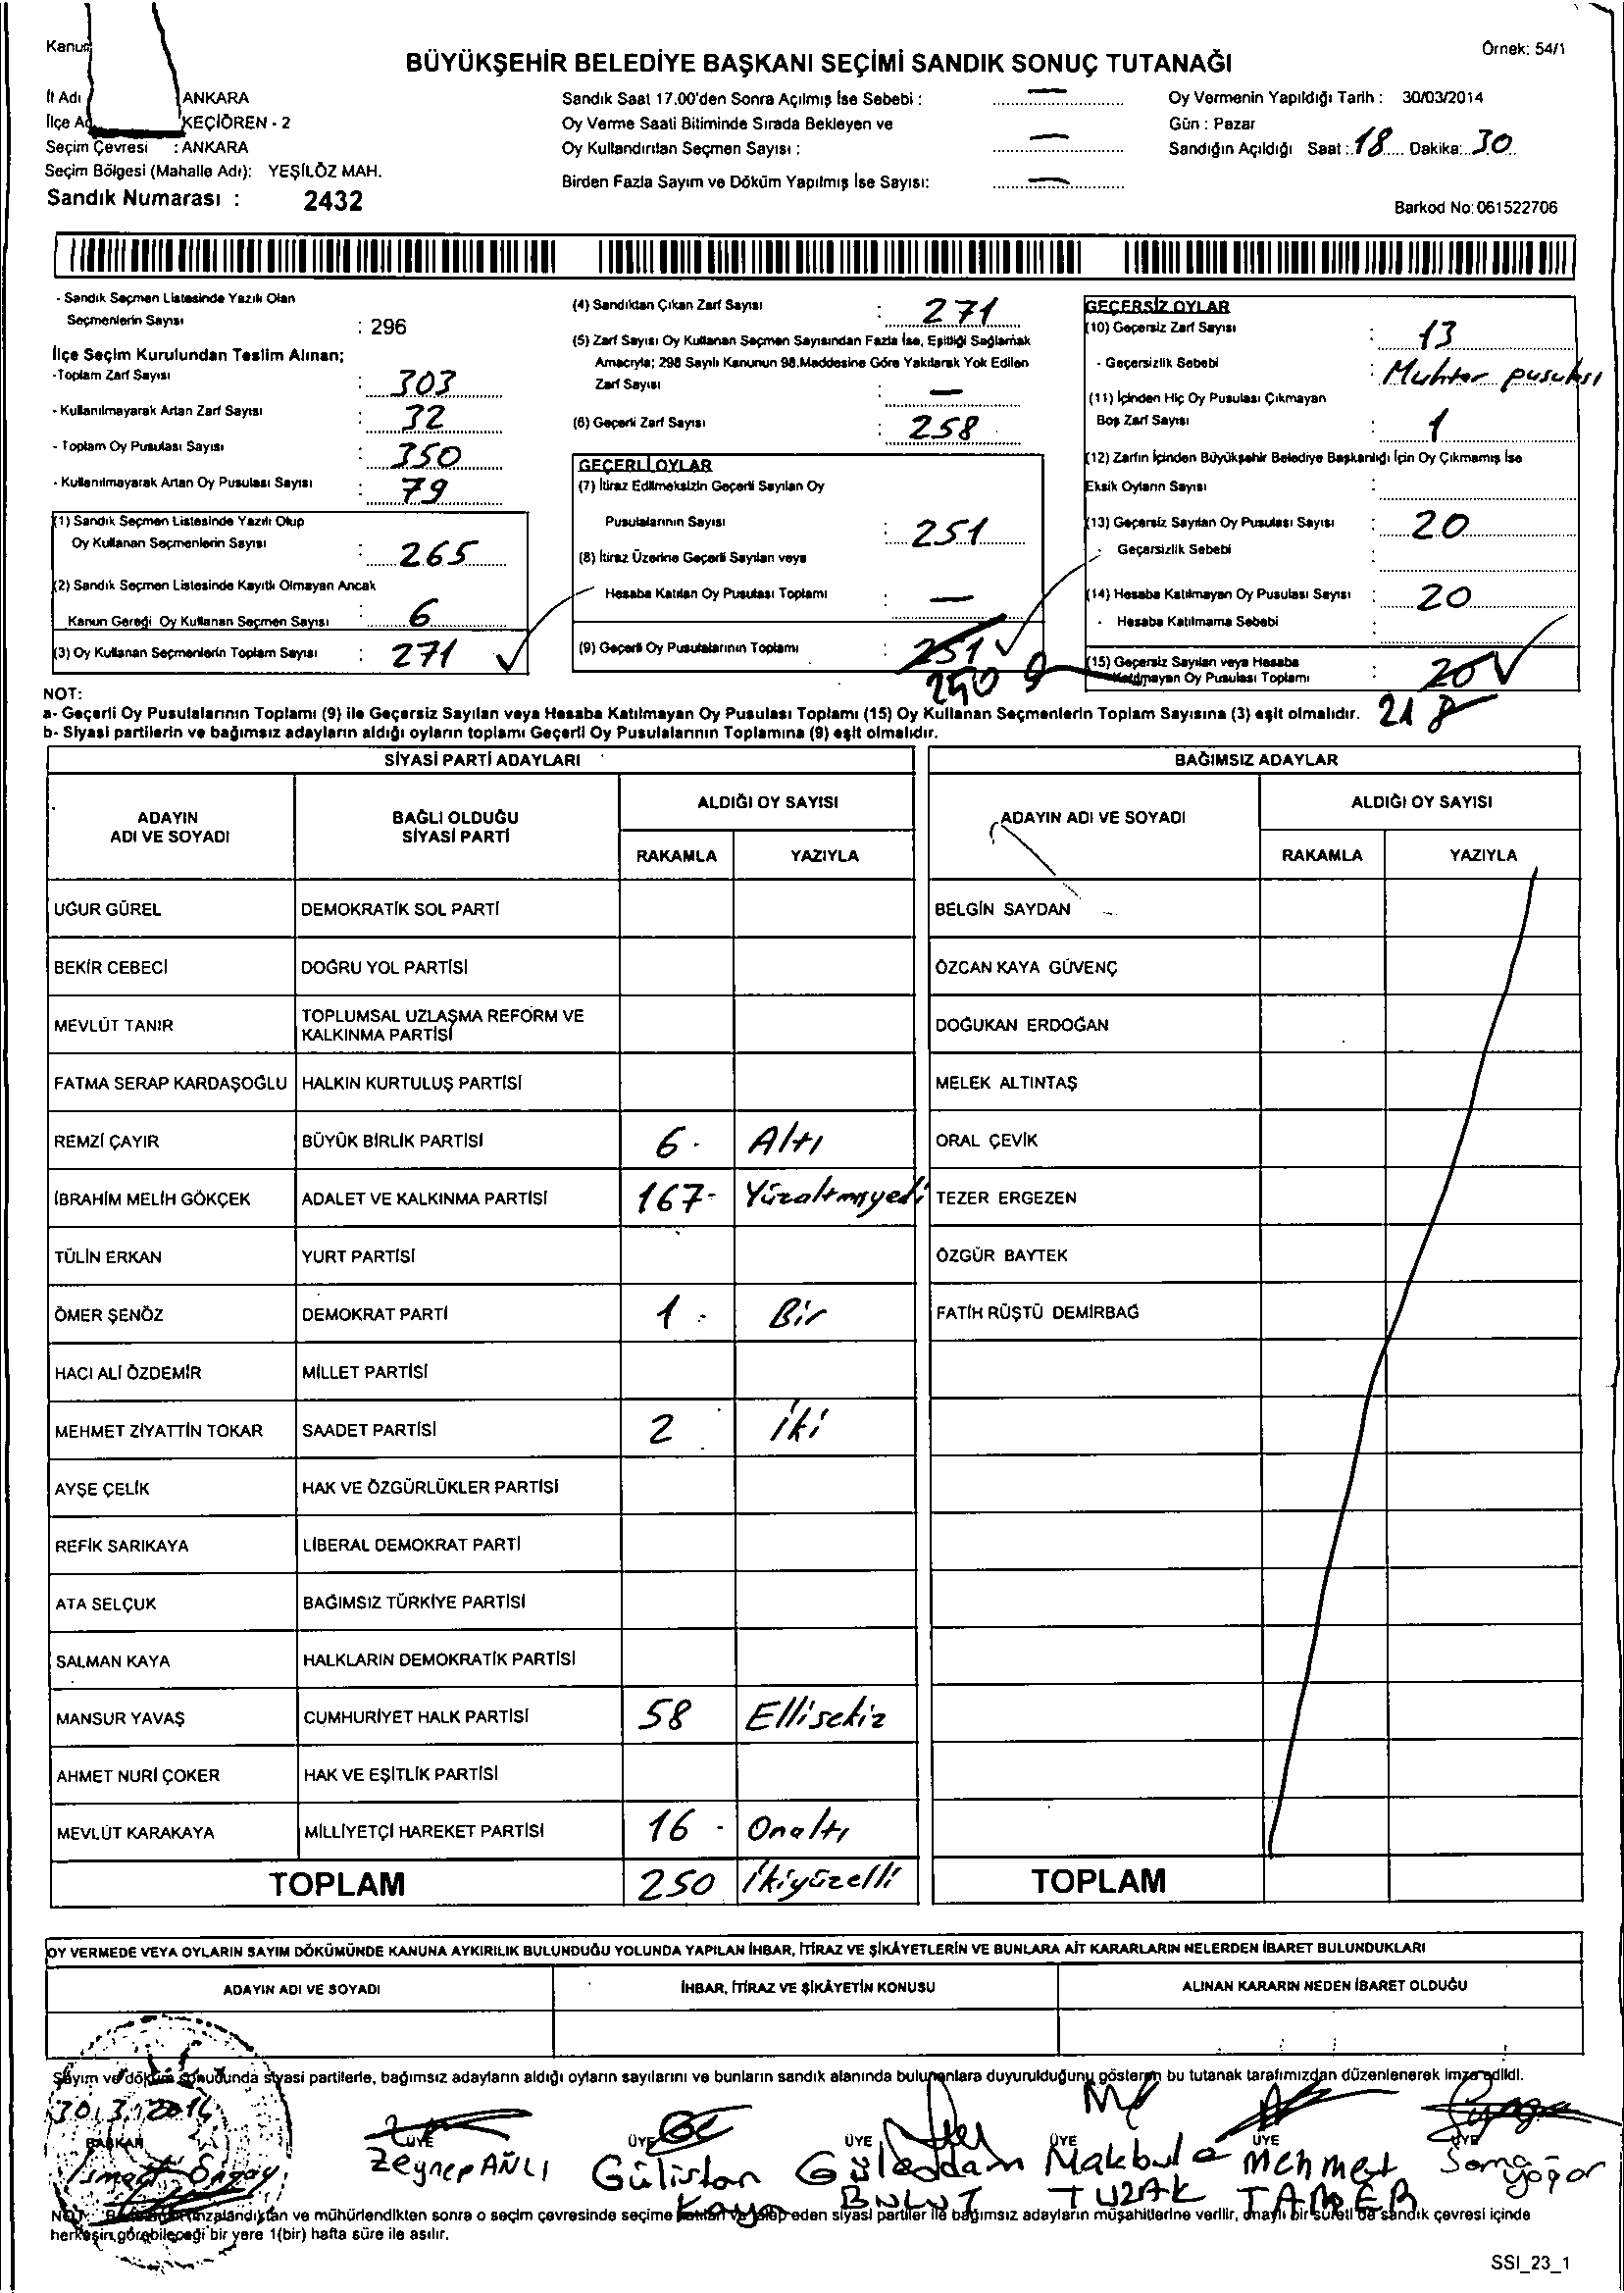 Kanu
Örnek: 54/1
BÜYÜKŞEHİR BELEDİYE BAŞKANI SEÇİMİ SANDIK SONUÇ TUTANAĞI
İl Adı ANKARA
İlçe Ad KEÇİÖREN - 2
Seçim Çevresi : ANKARA
Seçim Bölgesi (Mahalle Adı): YEŞİLÖZ MAH.
Sandık Numarası : 2432
Sandık Saat 17.00'den Sonra Açılmış İse Sebebi : —
Oy Verme Saati Bitiminde Sırada Bekleyen ve
Oy Kullandırılan Seçmen Sayısı : —
Birden Fazla Sayım ve Döküm Yapılmış İse Sayısı: —
Oy Vermenin Yapıldığı Tarih : 30/03/2014
Gün : Pazar
Sandığın Açıldığı Saat : 18 Dakika: 30
Barkod No: 061522706
- Sandık Seçmen Listesinde Yazılı Olan
Seçmenlerin Sayısı : 296
İlçe Seçim Kurulundan Teslim Alınan;
-Toplam Zarf Sayısı : 303
- Kullanılmayarak Artan Zarf Sayısı : 32
- Toplam Oy Pusulası Sayısı : 350
- Kullanılmayarak Artan Oy Pusulası Sayısı : 79
(1) Sandık Seçmen Listesinde Yazılı Olup
Oy Kullanan Seçmenlerin Sayısı : 265
(2) Sandık Seçmen Listesinde Kayıtlı Olmayan Ancak
Kanun Gereği Oy Kullanan Seçmen Sayısı : 6
(3) Oy Kullanan Seçmenlerin Toplam Sayısı : 271
(4) Sandıktan Çıkan Zarf Sayısı : 271
(5) Zarf Sayısı Oy Kullanan Seçmen Sayısından Fazla İse, Eşitliği Sağlamak
Amacıyla; 298 Sayılı Kanunun 98.Maddesine Göre Yakılarak Yok Edilen
Zarf Sayısı : —
(6) Geçerli Zarf Sayısı : 258
GEÇERLİ OYLAR
(7) İtiraz Edilmeksizin Geçerli Sayılan Oy
Pusulalarının Sayısı : 251
(8) İtiraz Üzerine Geçerli Sayılan veya
Hesaba Katılan Oy Pusulası Toplamı : —
(9) Geçerli Oy Pusulalarının Toplamı : 251
250
GEÇERSİZ OYLAR
(10) Geçersiz Zarf Sayısı : 13
- Geçersizlik Sebebi : Muhtar pusulası
(11) İçinden Hiç Oy Pusulası Çıkmayan
Boş Zarf Sayısı : 1
(12) Zarfın İçinden Büyükşehir Belediye Başkanlığı İçin Oy Çıkmamış İse
Eksik Oyların Sayısı :
(13) Geçersiz Sayılan Oy Pusulası Sayısı : 20
- Geçersizlik Sebebi :
(14) Hesaba Katılmayan Oy Pusulası Sayısı : 20
- Hesaba Katılmama Sebebi :
(15) Geçersiz Sayılan veya Hesaba
Katılmayan Oy Pusulası Toplamı : 20
21
NOT:
a- Geçerli Oy Pusulalarının Toplamı (9) ile Geçersiz Sayılan veya Hesaba Katılmayan Oy Pusulası Toplamı (15) Oy Kullanan Seçmenlerin Toplam Sayısına (3) eşit olmalıdır.
b- Siyasi partilerin ve bağımsız adayların aldığı oyların toplamı Geçerli Oy Pusulalarının Toplamına (9) eşit olmalıdır.
SİYASİ PARTİ ADAYLARI
ADAYIN ADI VE SOYADI BAĞLI OLDUĞU SİYASİ PARTİ ALDIĞI OY SAYISI
RAKAMLA YAZIYLA
UĞUR GÜREL DEMOKRATİK SOL PARTİ
BEKİR CEBECİ DOĞRU YOL PARTİSİ
MEVLÜT TANIR TOPLUMSAL UZLAŞMA REFORM VE KALKINMA PARTİSİ
FATMA SERAP KARDAŞOĞLU HALKIN KURTULUŞ PARTİSİ
REMZİ ÇAYIR BÜYÜK BİRLİK PARTİSİ 6 - Altı
İBRAHİM MELİH GÖKÇEK ADALET VE KALKINMA PARTİSİ 167- Yüzaltmışyedi
TÜLİN ERKAN YURT PARTİSİ
ÖMER ŞENÖZ DEMOKRAT PARTİ 1 - Bir
HACI ALİ ÖZDEMİR MİLLET PARTİSİ
MEHMET ZİYATTİN TOKAR SAADET PARTİSİ 2 İki
AYŞE ÇELİK HAK VE ÖZGÜRLÜKLER PARTİSİ
REFİK SARIKAYA LİBERAL DEMOKRAT PARTİ
ATA SELÇUK BAĞIMSIZ TÜRKİYE PARTİSİ
SALMAN KAYA HALKLARIN DEMOKRATİK PARTİSİ
MANSUR YAVAŞ CUMHURİYET HALK PARTİSİ 58 Ellisekiz
AHMET NURİ ÇOKER HAK VE EŞİTLİK PARTİSİ
MEVLÜT KARAKAYA MİLLİYETÇİ HAREKET PARTİSİ 16 - Onaltı
TOPLAM 250 İkiyüzelli
BAĞIMSIZ ADAYLAR
ADAYIN ADI VE SOYADI ALDIĞI OY SAYISI
RAKAMLA YAZIYLA
BELGİN SAYDAN
ÖZCAN KAYA GÜVENÇ
DOĞUKAN ERDOĞAN
MELEK ALTINTAŞ
ORAL ÇEVİK
TEZER ERGEZEN
ÖZGÜR BAYTEK
FATİH RÜŞTÜ DEMİRBAĞ
TOPLAM
OY VERMEDE VEYA OYLARIN SAYIM DÖKÜMÜNDE KANUNA AYKIRILIK BULUNDUĞU YOLUNDA YAPILAN İHBAR, İTİRAZ VE ŞİKÂYETLERİN VE BUNLARA AİT KARARLARIN NELERDEN İBARET BULUNDUKLARI
ADAYIN ADI VE SOYADI İHBAR, İTİRAZ VE ŞİKÂYETİN KONUSU ALINAN KARARIN NEDEN İBARET OLDUĞU
Sayım ve döküm sonucunda siyasi partilerle, bağımsız adayların aldığı oyların sayılarını ve bunların sandık alanında bulunanlara duyurulduğunu gösteren bu tutanak tarafımızdan düzenlenerek imza edildi.
30.3.2014
BAŞKAN ÜYE ÜYE ÜYE ÜYE ÜYE ÜYE
İsmail
Zeynep AÑLI
Gülistan Kaya
BULUT
Makbule TUZAK
Mehmet TAMER
NOT: imzalandıktan ve mühürlendikten sonra o seçim çevresinde seçime katılan ve talep eden siyasi partiler ile bağımsız adayların müşahitlerine verilir, onaylı bir sureti de sandık çevresi içinde
herkesin görebileceği bir yere 1(bir) hafta süre ile asılır.
SSI_23_1